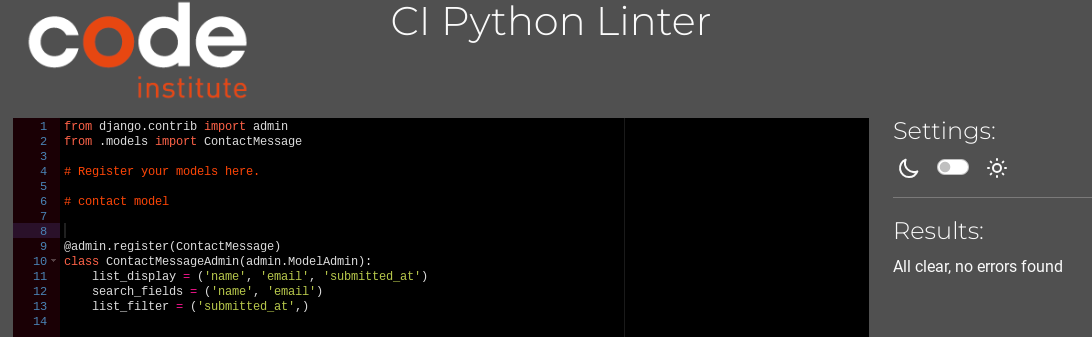 code
institute
CI Python Linter
1 from django.contrib import admin
2 from .models import ContactMessage
3
4 # Register your models here.
5
6 # contact model
7
8
9 @admin.register(ContactMessage)
10 class ContactMessageAdmin(admin.ModelAdmin):
11     list_display = ('name', 'email', 'submitted_at')
12     search_fields = ('name', 'email')
13     list_filter = ('submitted_at',)
14
Settings:
Results:
All clear, no errors found